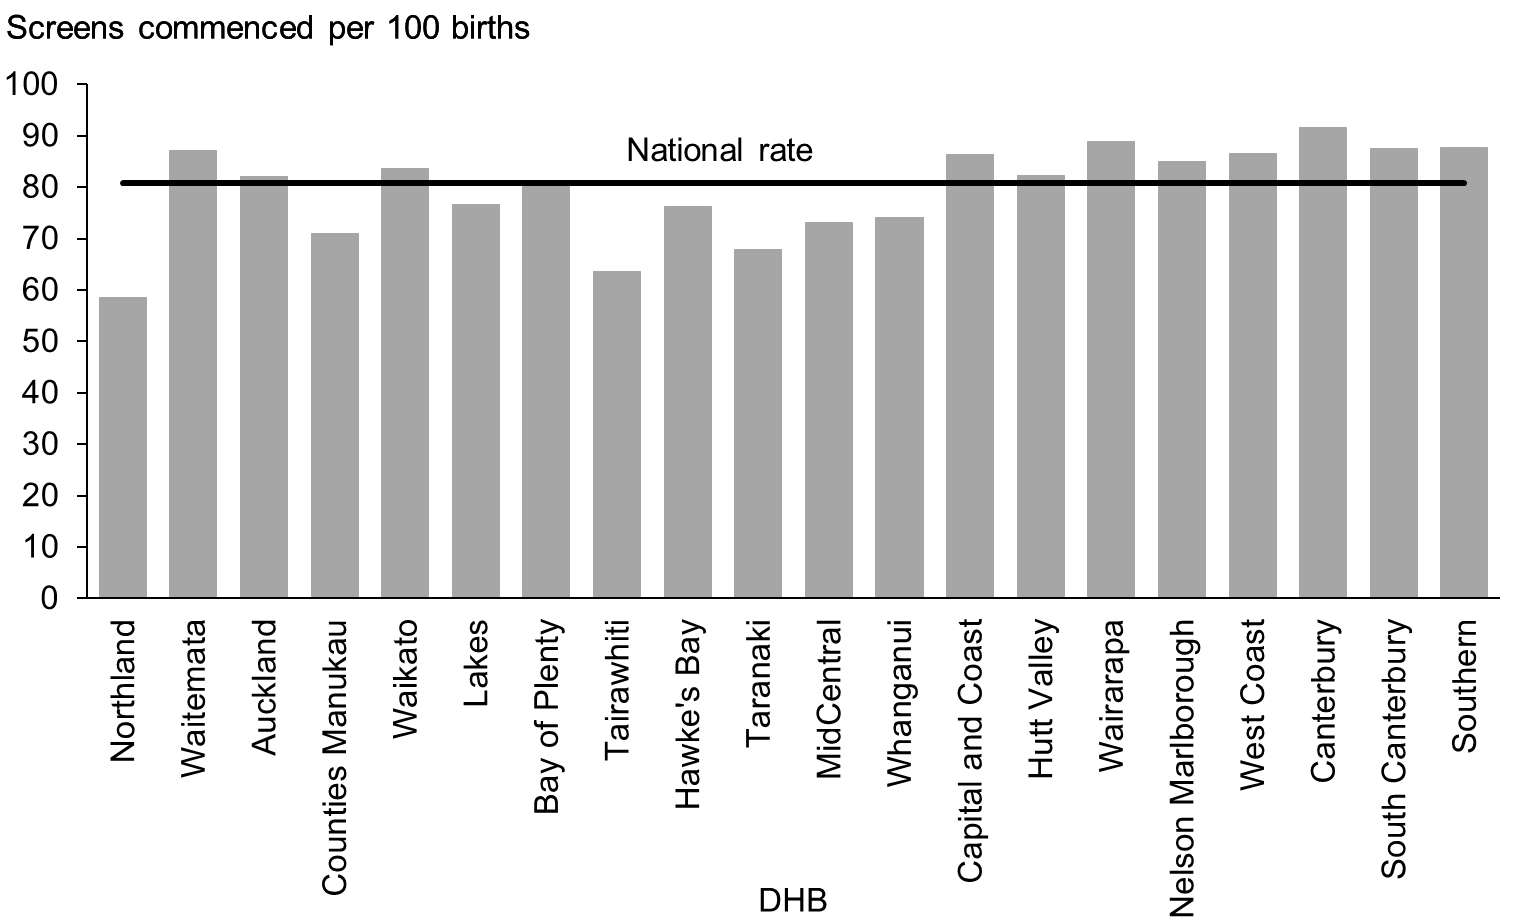 Screens commenced per 100 births
100
90
80
70
60
50
40
30
20
10
0
National rate
Northland
Waitemata
Auckland
Counties Manukau
Waikato
Lakes
Bay of Plenty
Tairawhiti
Hawke's Bay
Taranaki
MidCentral
Whanganui
Capital and Coast
Hutt Valley
Wairarapa
Nelson Marlborough
West Coast
Canterbury
South Canterbury
Southern
DHB